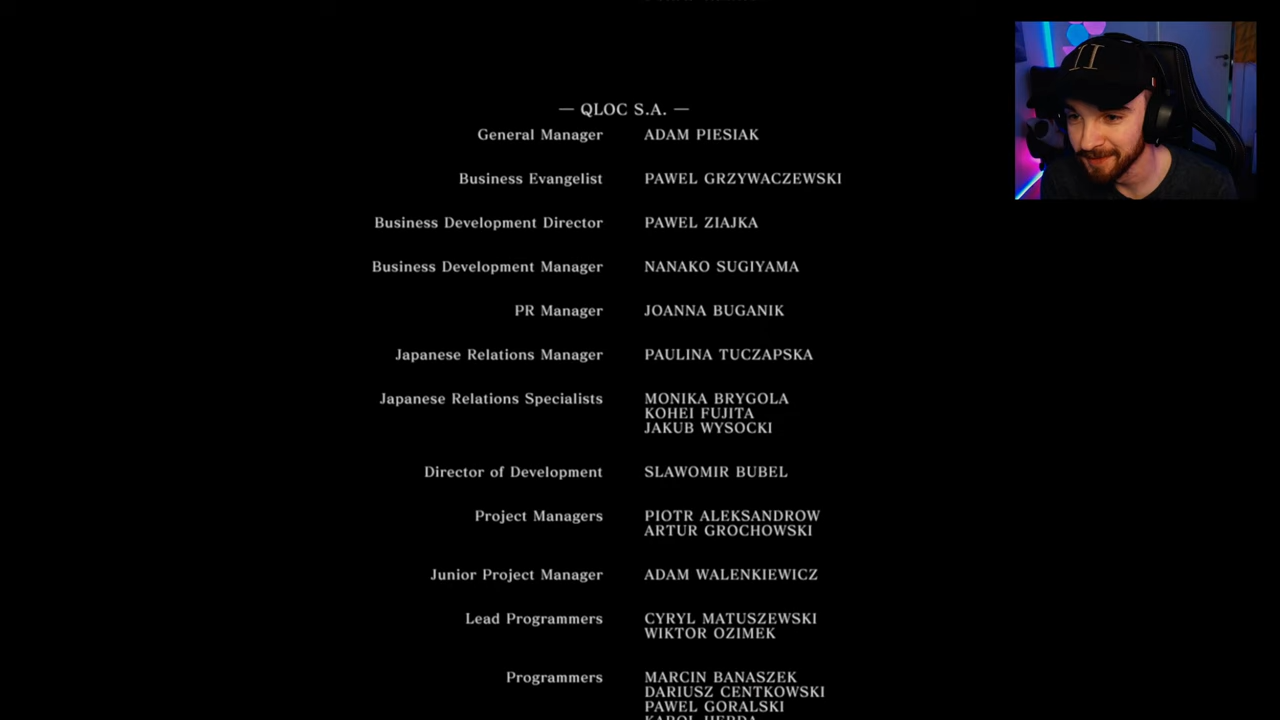 — QLOC S.A. —
General Manager ADAM PIESIAK
Business Evangelist PAWEL GRZYWACZEWSKI
Business Development Director PAWEL ZIAJKA
Business Development Manager NANAKO SUGIYAMA
PR Manager JOANNA BUGANIK
Japanese Relations Manager PAULINA TUCZAPSKA
Japanese Relations Specialists MONIKA BRYGOLA
KOHEI FUJITA
JAKUB WYSOCKI
Director of Development SLAWOMIR BUBEL
Project Managers PIOTR ALEKSANDROW
ARTUR GROCHOWSKI
Junior Project Manager ADAM WALENKIEWICZ
Lead Programmers CYRYL MATUSZEWSKI
WIKTOR OZIMEK
Programmers MARCIN BANASZEK
DARIUSZ CENTKOWSKI
PAWEL GORALSKI